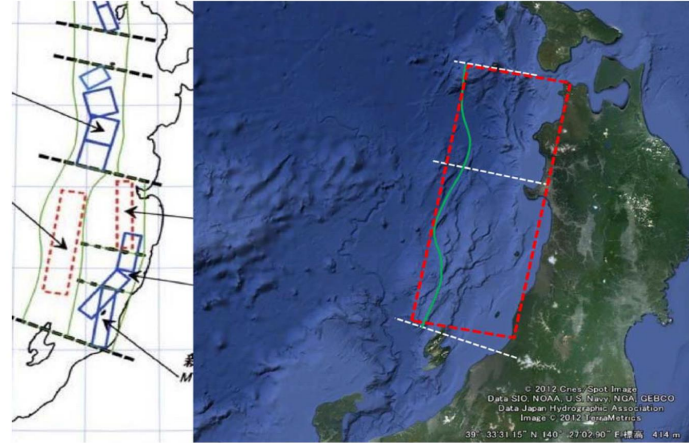 M
© 2012 Cnes/Spot Image
Data SIO, NOAA, U.S. Navy, NGA, GEBCO
Data Japan Hydrographic Association
Image © 2012 TerraMetrics
39°33'31.15" N 140°27'02.90" E 標高 414 m